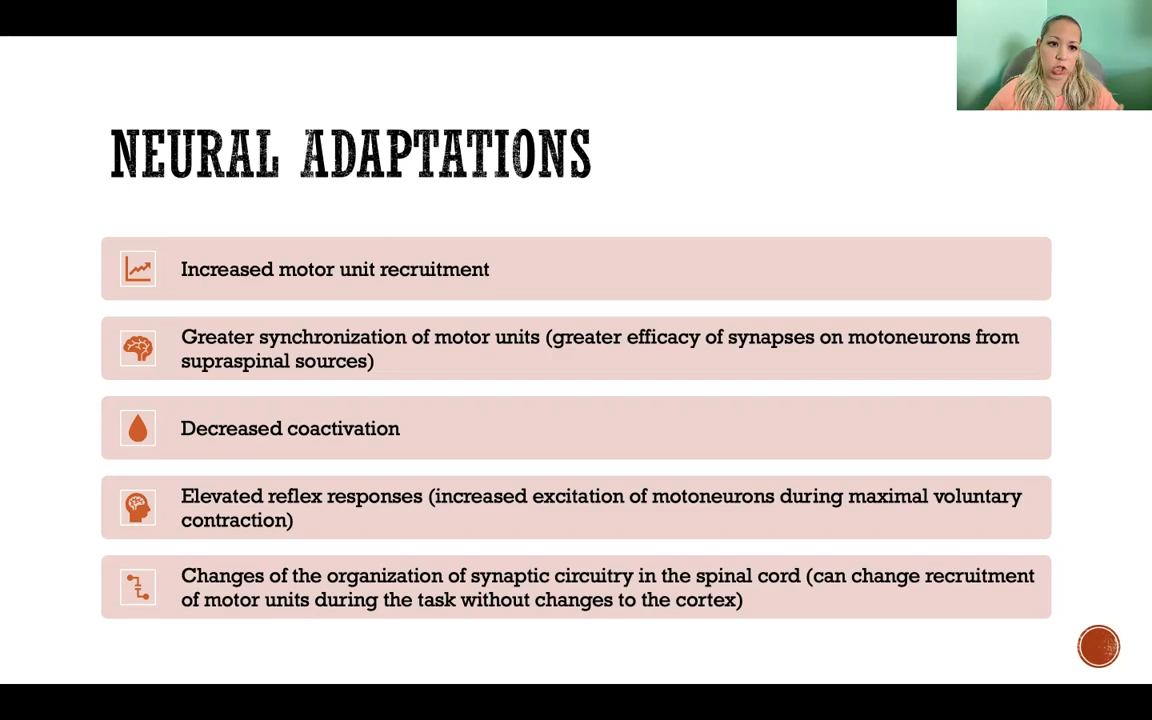 NEURAL ADAPTATIONS
Increased motor unit recruitment
Greater synchronization of motor units (greater efficacy of synapses on motoneurons from
supraspinal sources)
Decreased coactivation
Elevated reflex responses (increased excitation of motoneurons during maximal voluntary
contraction)
Changes of the organization of synaptic circuitry in the spinal cord (can change recruitment
of motor units during the task without changes to the cortex)